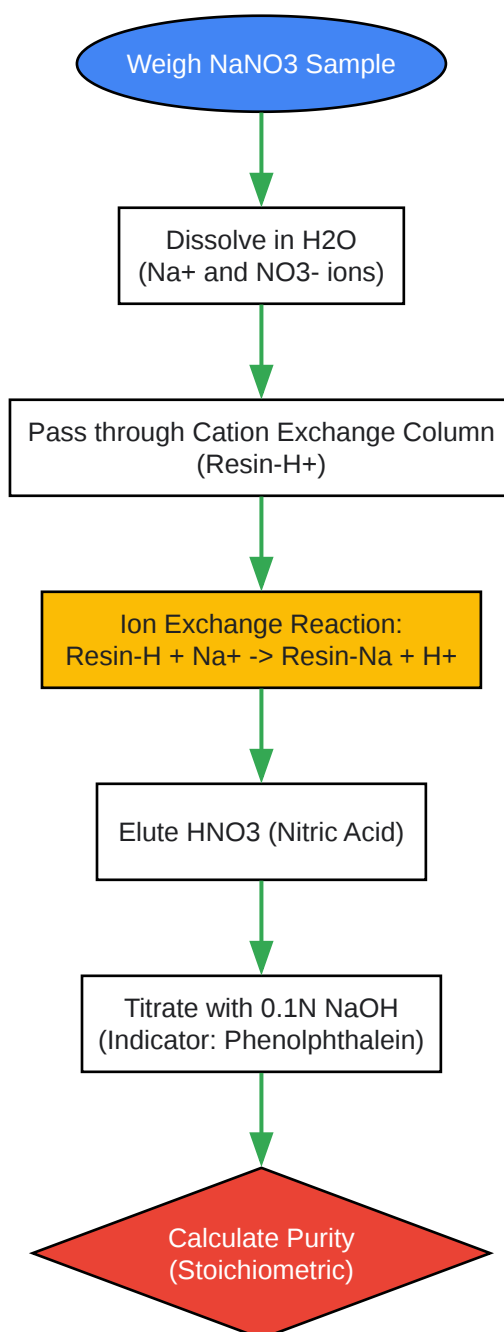 Weigh NaNO3 Sample
Dissolve in H2O
(Na+ and NO3- ions)
Pass through Cation Exchange Column
(Resin-H+)
Ion Exchange Reaction:
Resin-H + Na+ -> Resin-Na + H+
Elute HNO3 (Nitric Acid)
Titrate with 0.1N NaOH
(Indicator: Phenolphthalein)
Calculate Purity
(Stoichiometric)